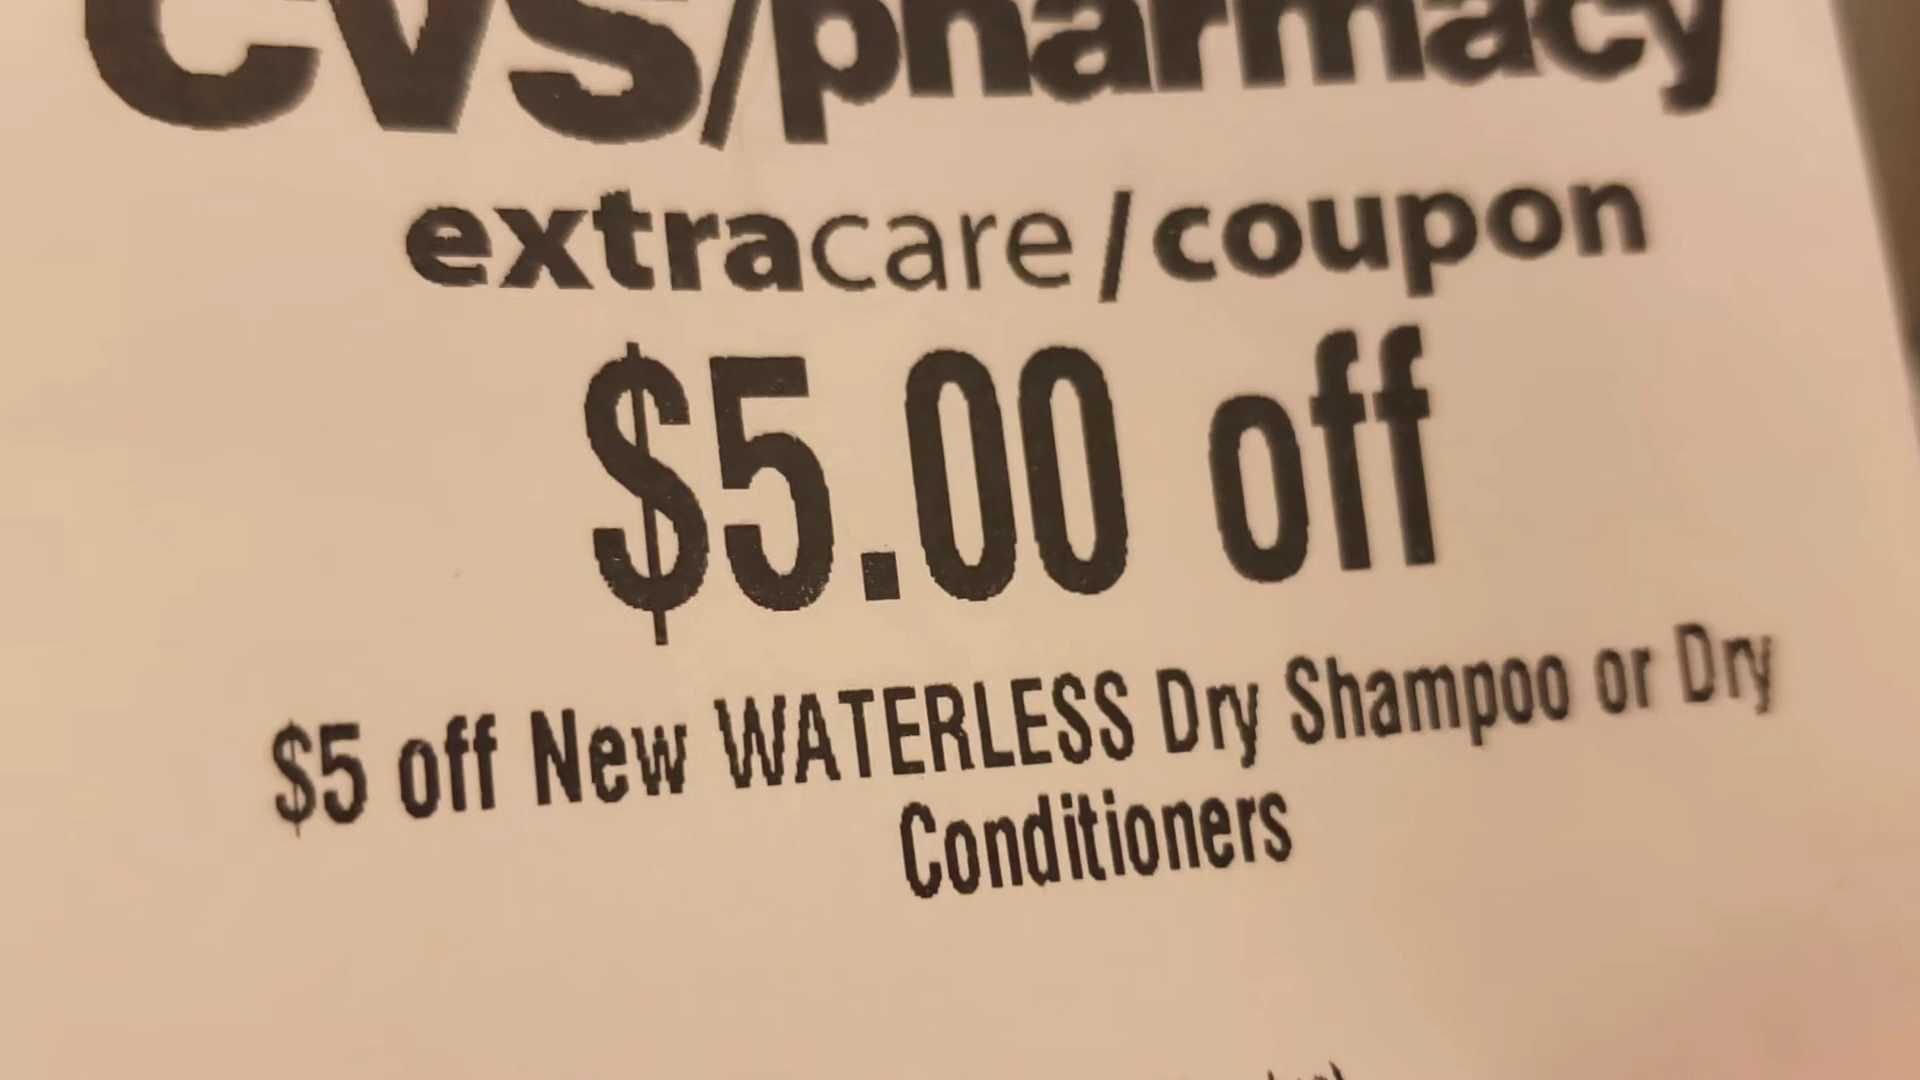 CVS/pharmacy
extracare/coupon
$5.00 off
$5 off New WATERLESS Dry Shampoo or Dry
Conditioners